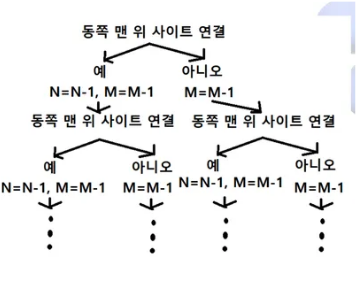 동쪽 맨 위 사이트 연결
예 아니오
N=N-1, M=M-1 M=M-1
동쪽 맨 위 사이트 연결 동쪽 맨 위 사이트 연결
예 아니오 예 아니오
N=N-1, M=M-1 M=M-1 N=N-1, M=M-1 M=M-1